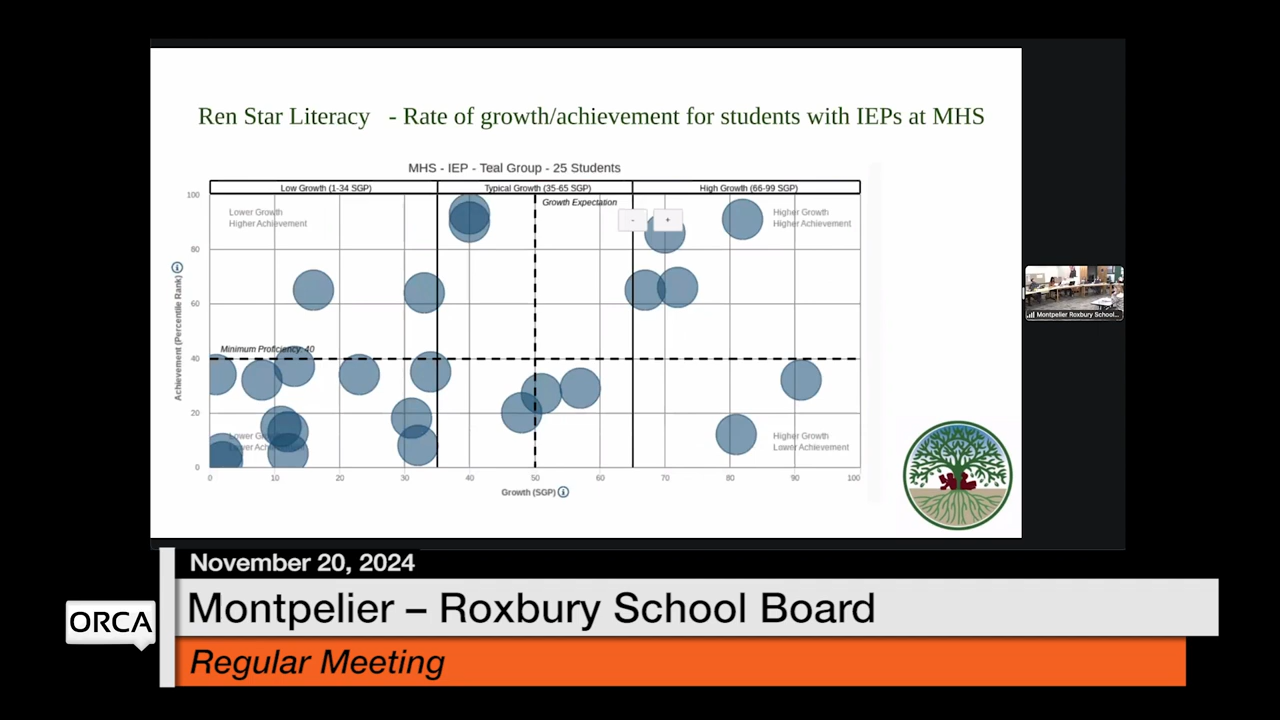 Ren Star Literacy - Rate of growth/achievement for students with IEPs at MHS
MHS - IEP - Teal Group - 25 Students
Low Growth (1-34 SGP)
Typical Growth (35-65 SGP)
High Growth (66-99 SGP)
Growth Expectation
- +
Lower Growth
Higher Achievement
Higher Growth
Higher Achievement
Minimum Proficiency: 40
Lower Growth
Lower Achievement
Higher Growth
Lower Achievement
100
80
60
40
20
0
Achievement (Percentile Rank)
0 10 20 30 40 50 60 70 80 90 100
Growth (SGP)
Montpelier Roxbury School...
November 20, 2024
Montpelier – Roxbury School Board
ORCA
Regular Meeting